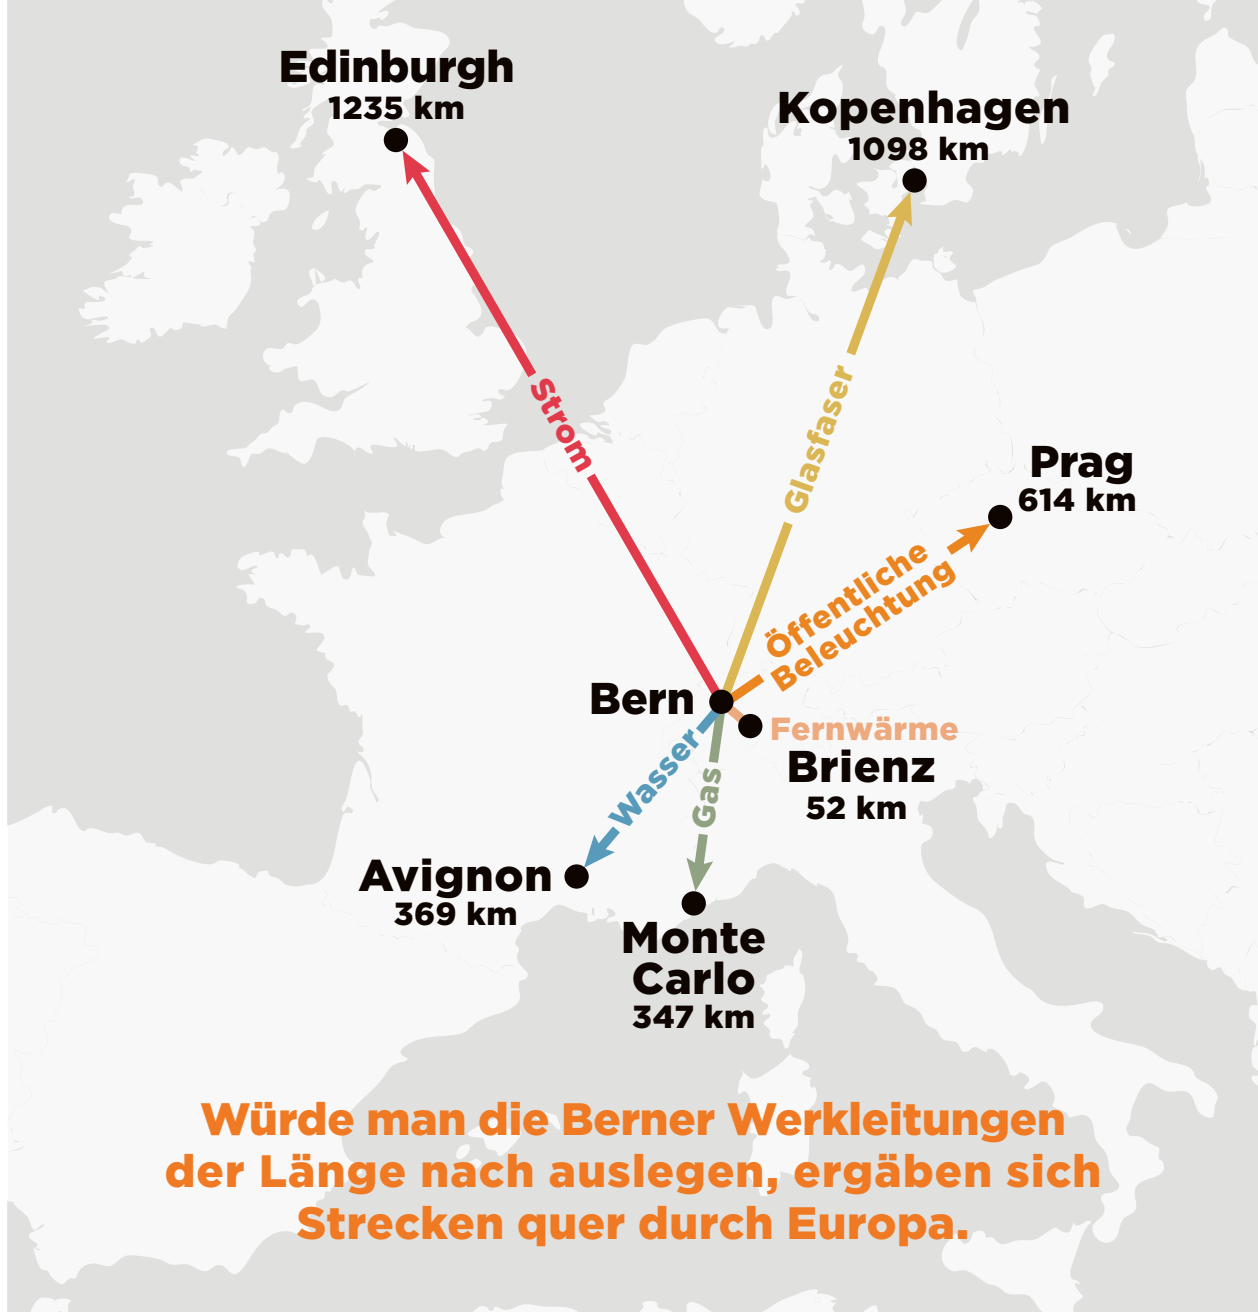 Edinburgh
1235 km
Kopenhagen
1098 km
Strom
Glasfaser
Prag
614 km
Öffentliche
Beleuchtung
Bern
Fernwärme
Brienz
52 km
Wasser
Gas
Avignon
369 km
Monte
Carlo
347 km
Würde man die Berner Werkleitungen
der Länge nach auslegen, ergäben sich
Strecken quer durch Europa.